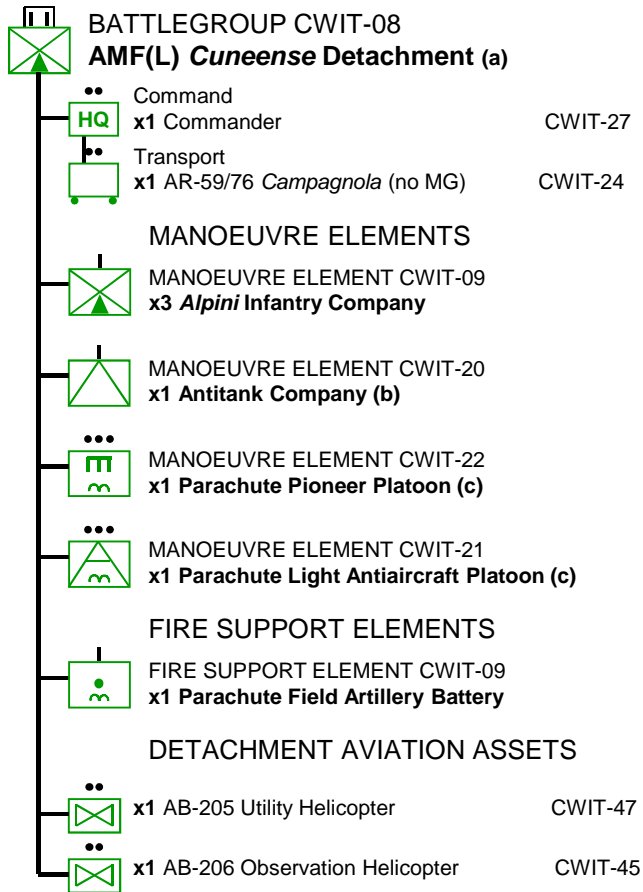 BATTLEGROUP CWIT-08
AMF(L) Cuneense Detachment (a)
Command
HQ x1 Commander CWIT-27
Transport
x1 AR-59/76 Campagnola (no MG) CWIT-24
MANOEUVRE ELEMENTS
MANOEUVRE ELEMENT CWIT-09
x3 Alpini Infantry Company
MANOEUVRE ELEMENT CWIT-20
x1 Antitank Company (b)
MANOEUVRE ELEMENT CWIT-22
x1 Parachute Pioneer Platoon (c)
MANOEUVRE ELEMENT CWIT-21
x1 Parachute Light Antiaircraft Platoon (c)
FIRE SUPPORT ELEMENTS
FIRE SUPPORT ELEMENT CWIT-09
x1 Parachute Field Artillery Battery
DETACHMENT AVIATION ASSETS
x1 AB-205 Utility Helicopter CWIT-47
x1 AB-206 Observation Helicopter CWIT-45